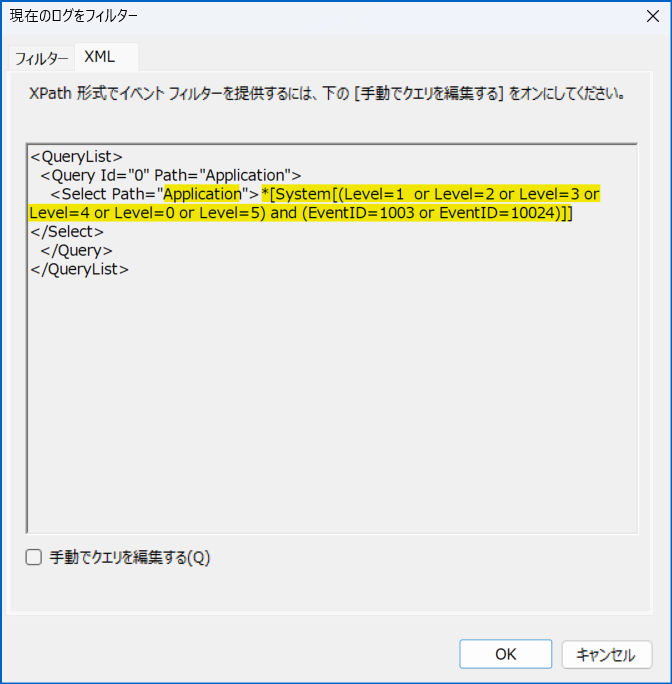 現在のログをフィルター
フィルター XML
XPath 形式でイベント フィルターを提供するには、下の [手動でクエリを編集する] をオンにしてください。
<QueryList>
  <Query Id="0" Path="Application">
    <Select Path="Application">*[System[(Level=1  or Level=2 or Level=3 or
Level=4 or Level=0 or Level=5) and (EventID=1003 or EventID=10024)]]
</Select>
  </Query>
</QueryList>
手動でクエリを編集する(Q)
OK キャンセル